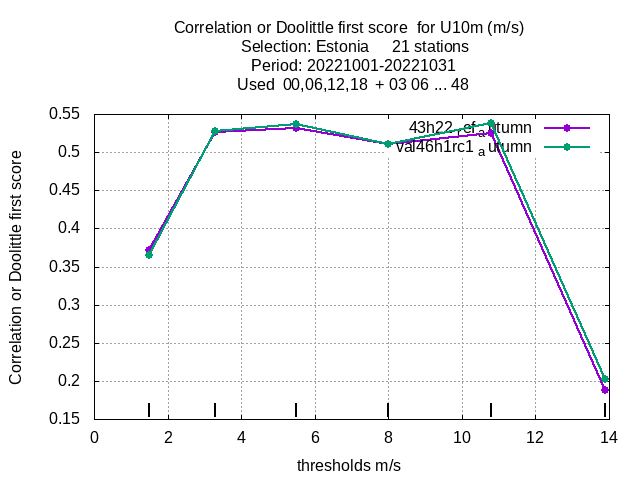 Correlation or Doolittle first score for U10m (m/s)
Selection: Estonia 21 stations
Period: 20221001-20221031
Used 00,06,12,18 + 03 06 ... 48
43h22_ref_autumn
val46h1rc1_autumn
Correlation or Doolittle first score
0.55
0.5
0.45
0.4
0.35
0.3
0.25
0.2
0.15
0 2 4 6 8 10 12 14
thresholds m/s